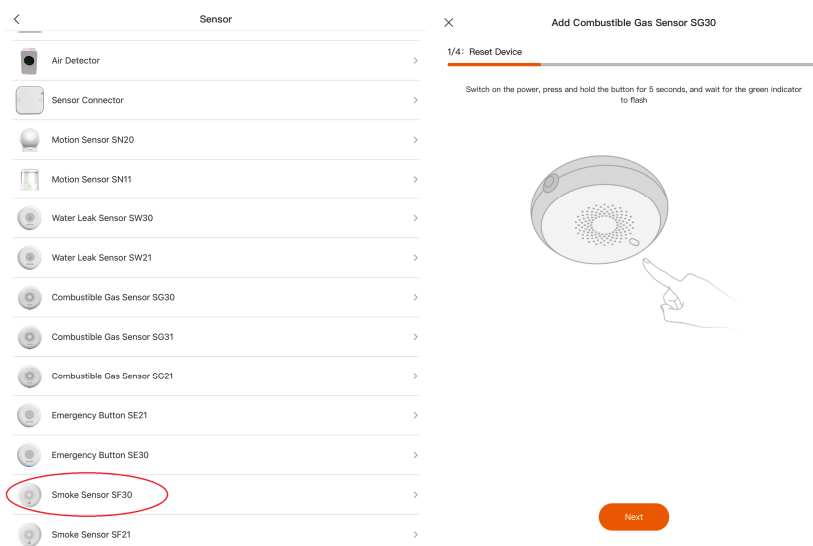 Sensor
Air Detector
Sensor Connector
Motion Sensor SN20
Motion Sensor SN11
Water Leak Sensor SW30
Water Leak Sensor SW21
Combustible Gas Sensor SG30
Combustible Gas Sensor SG31
Combustible Gas Sensor SG21
Emergency Button SE21
Emergency Button SE30
Smoke Sensor SF30
Smoke Sensor SF21
Add Combustible Gas Sensor SG30
1/4: Reset Device
Switch on the power, press and hold the button for 5 seconds, and wait for the green indicator
to flash
Next